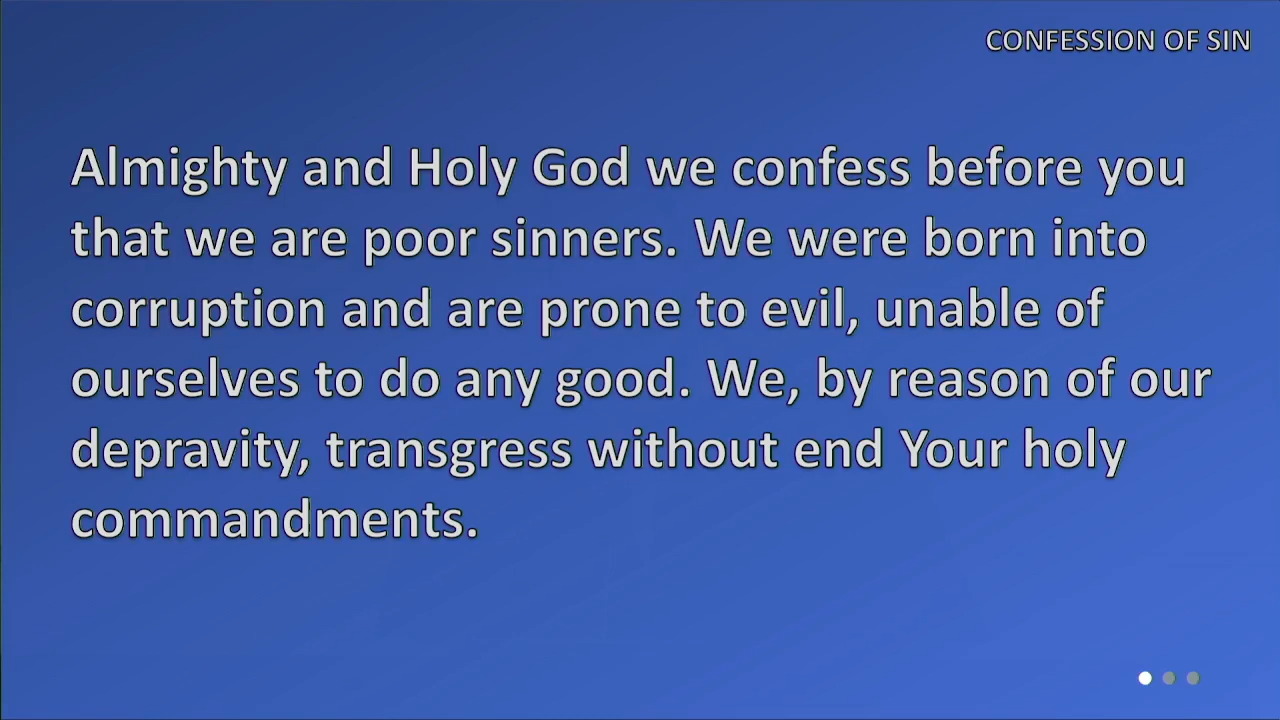 CONFESSION OF SIN
Almighty and Holy God we confess before you
that we are poor sinners. We were born into
corruption and are prone to evil, unable of
ourselves to do any good. We, by reason of our
depravity, transgress without end Your holy
commandments.